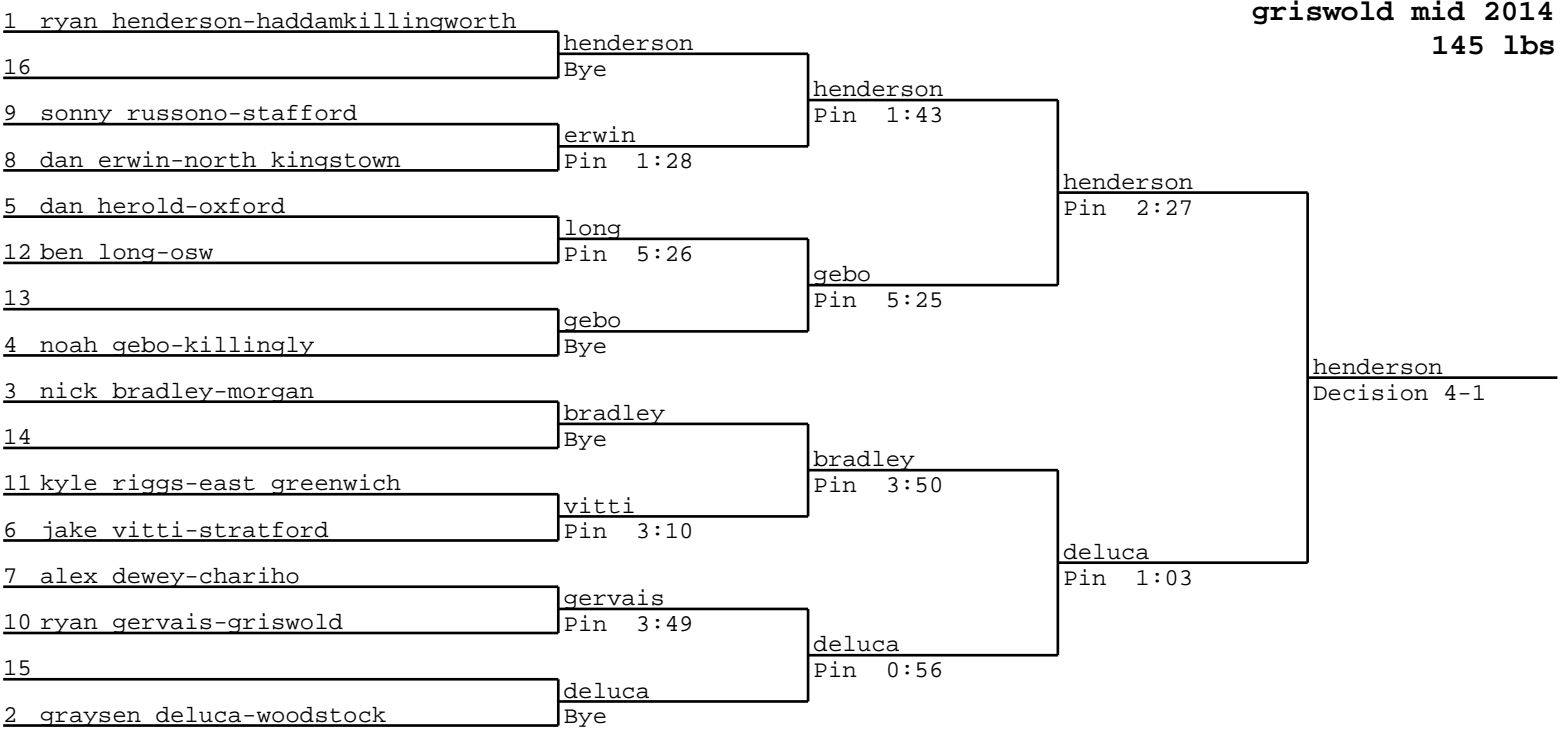 griswold mid 2014
145 lbs
1 ryan henderson-haddamkillingworth
16
9 sonny russono-stafford
8 dan erwin-north kingstown
5 dan herold-oxford
12 ben long-osw
13
4 noah gebo-killingly
3 nick bradley-morgan
14
11 kyle riggs-east greenwich
6 jake vitti-stratford
7 alex dewey-chariho
10 ryan gervais-griswold
15
2 graysen deluca-woodstock
henderson
Bye
erwin
Pin 1:28
long
Pin 5:26
gebo
Bye
bradley
Bye
vitti
Pin 3:10
gervais
Pin 3:49
deluca
Bye
henderson
Pin 1:43
gebo
Pin 5:25
bradley
Pin 3:50
deluca
Pin 0:56
henderson
Pin 2:27
deluca
Pin 1:03
henderson
Decision 4-1